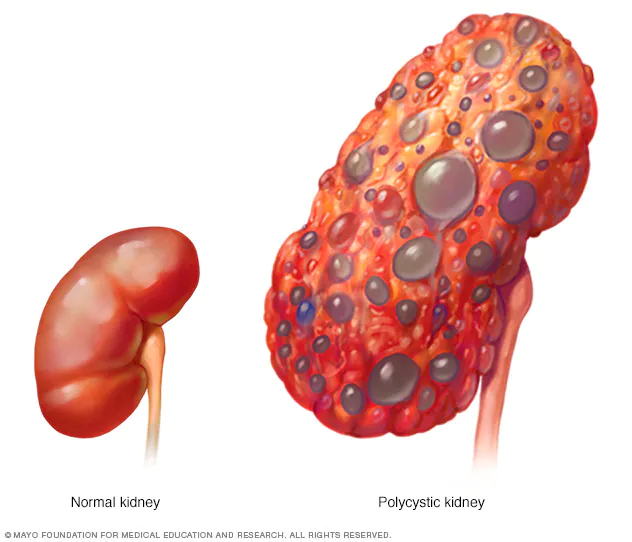 Normal kidney
Polycystic kidney
© MAYO FOUNDATION FOR MEDICAL EDUCATION AND RESEARCH. ALL RIGHTS RESERVED.